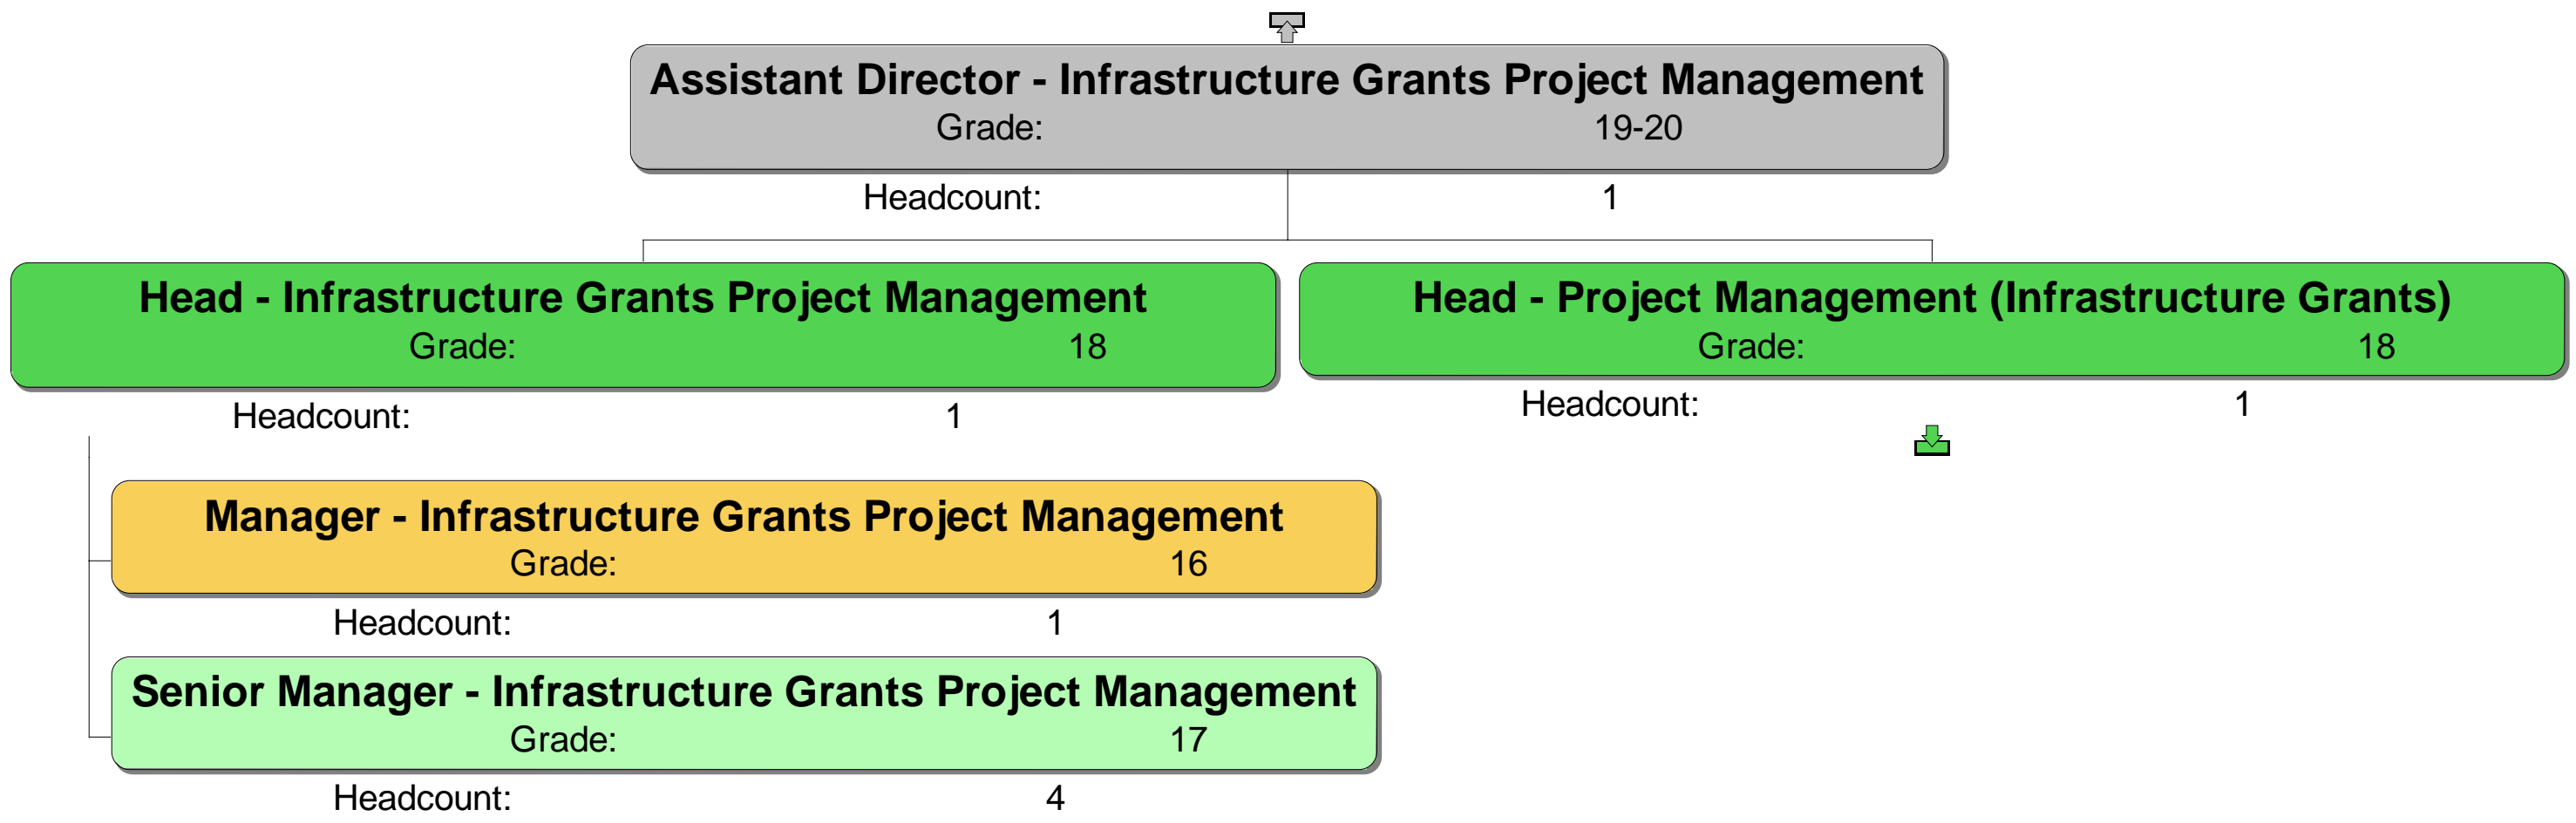 Assistant Director - Infrastructure Grants Project Management
Grade: 19-20
Headcount: 1
Head - Infrastructure Grants Project Management
Grade: 18
Headcount: 1
Head - Project Management (Infrastructure Grants)
Grade: 18
Headcount: 1
Manager - Infrastructure Grants Project Management
Grade: 16
Headcount: 1
Senior Manager - Infrastructure Grants Project Management
Grade: 17
Headcount: 4